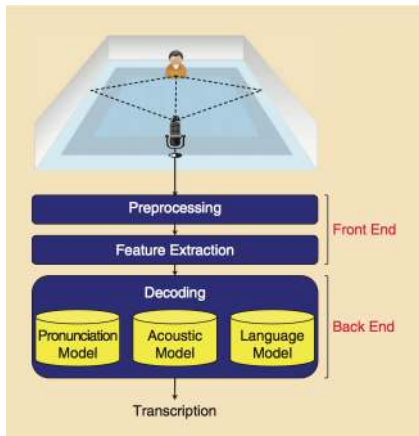 Preprocessing
Feature Extraction
Front End
Decoding
Pronunciation
Model
Acoustic
Model
Language
Model
Back End
Transcription